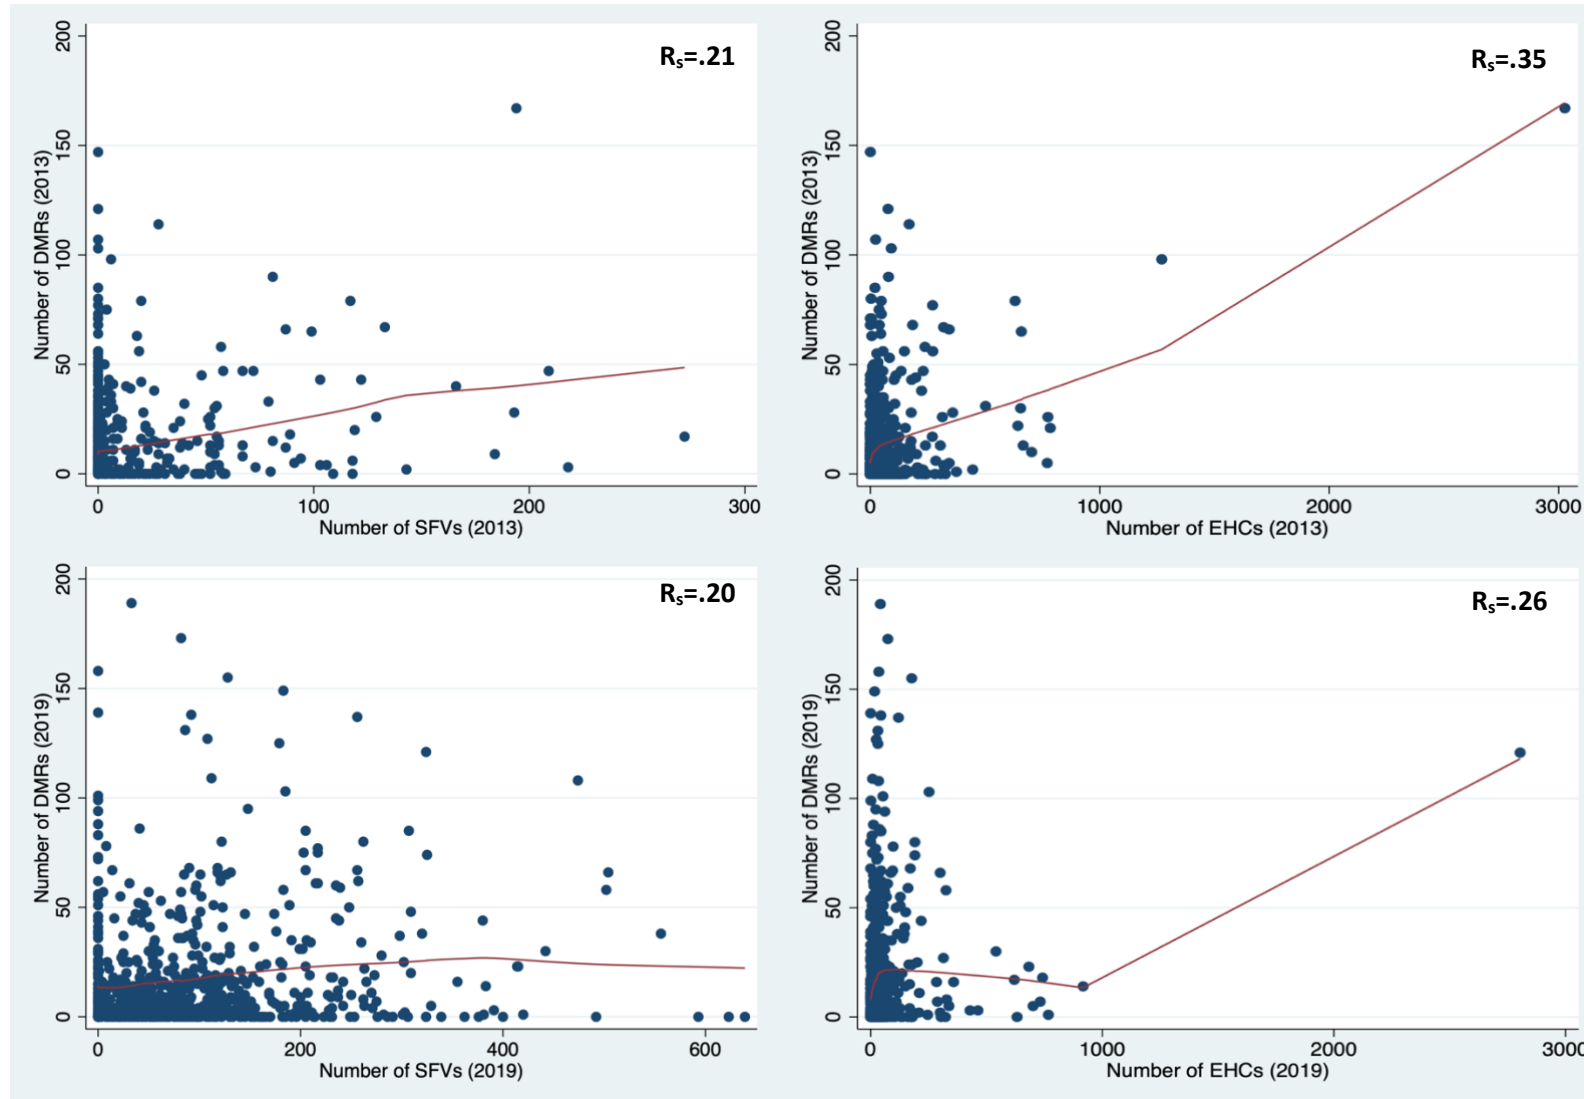 Rs=.21
Number of DMRs (2013)
200
150
100
50
0
0 100 200 300
Number of SFVs (2013)
Rs=.35
Number of DMRs (2013)
200
150
100
50
0
0 1000 2000 3000
Number of EHCs (2013)
Rs=.20
Number of DMRs (2019)
200
150
100
50
0
0 200 400 600
Number of SFVs (2019)
Rs=.26
Number of DMRs (2019)
200
150
100
50
0
0 1000 2000 3000
Number of EHCs (2019)